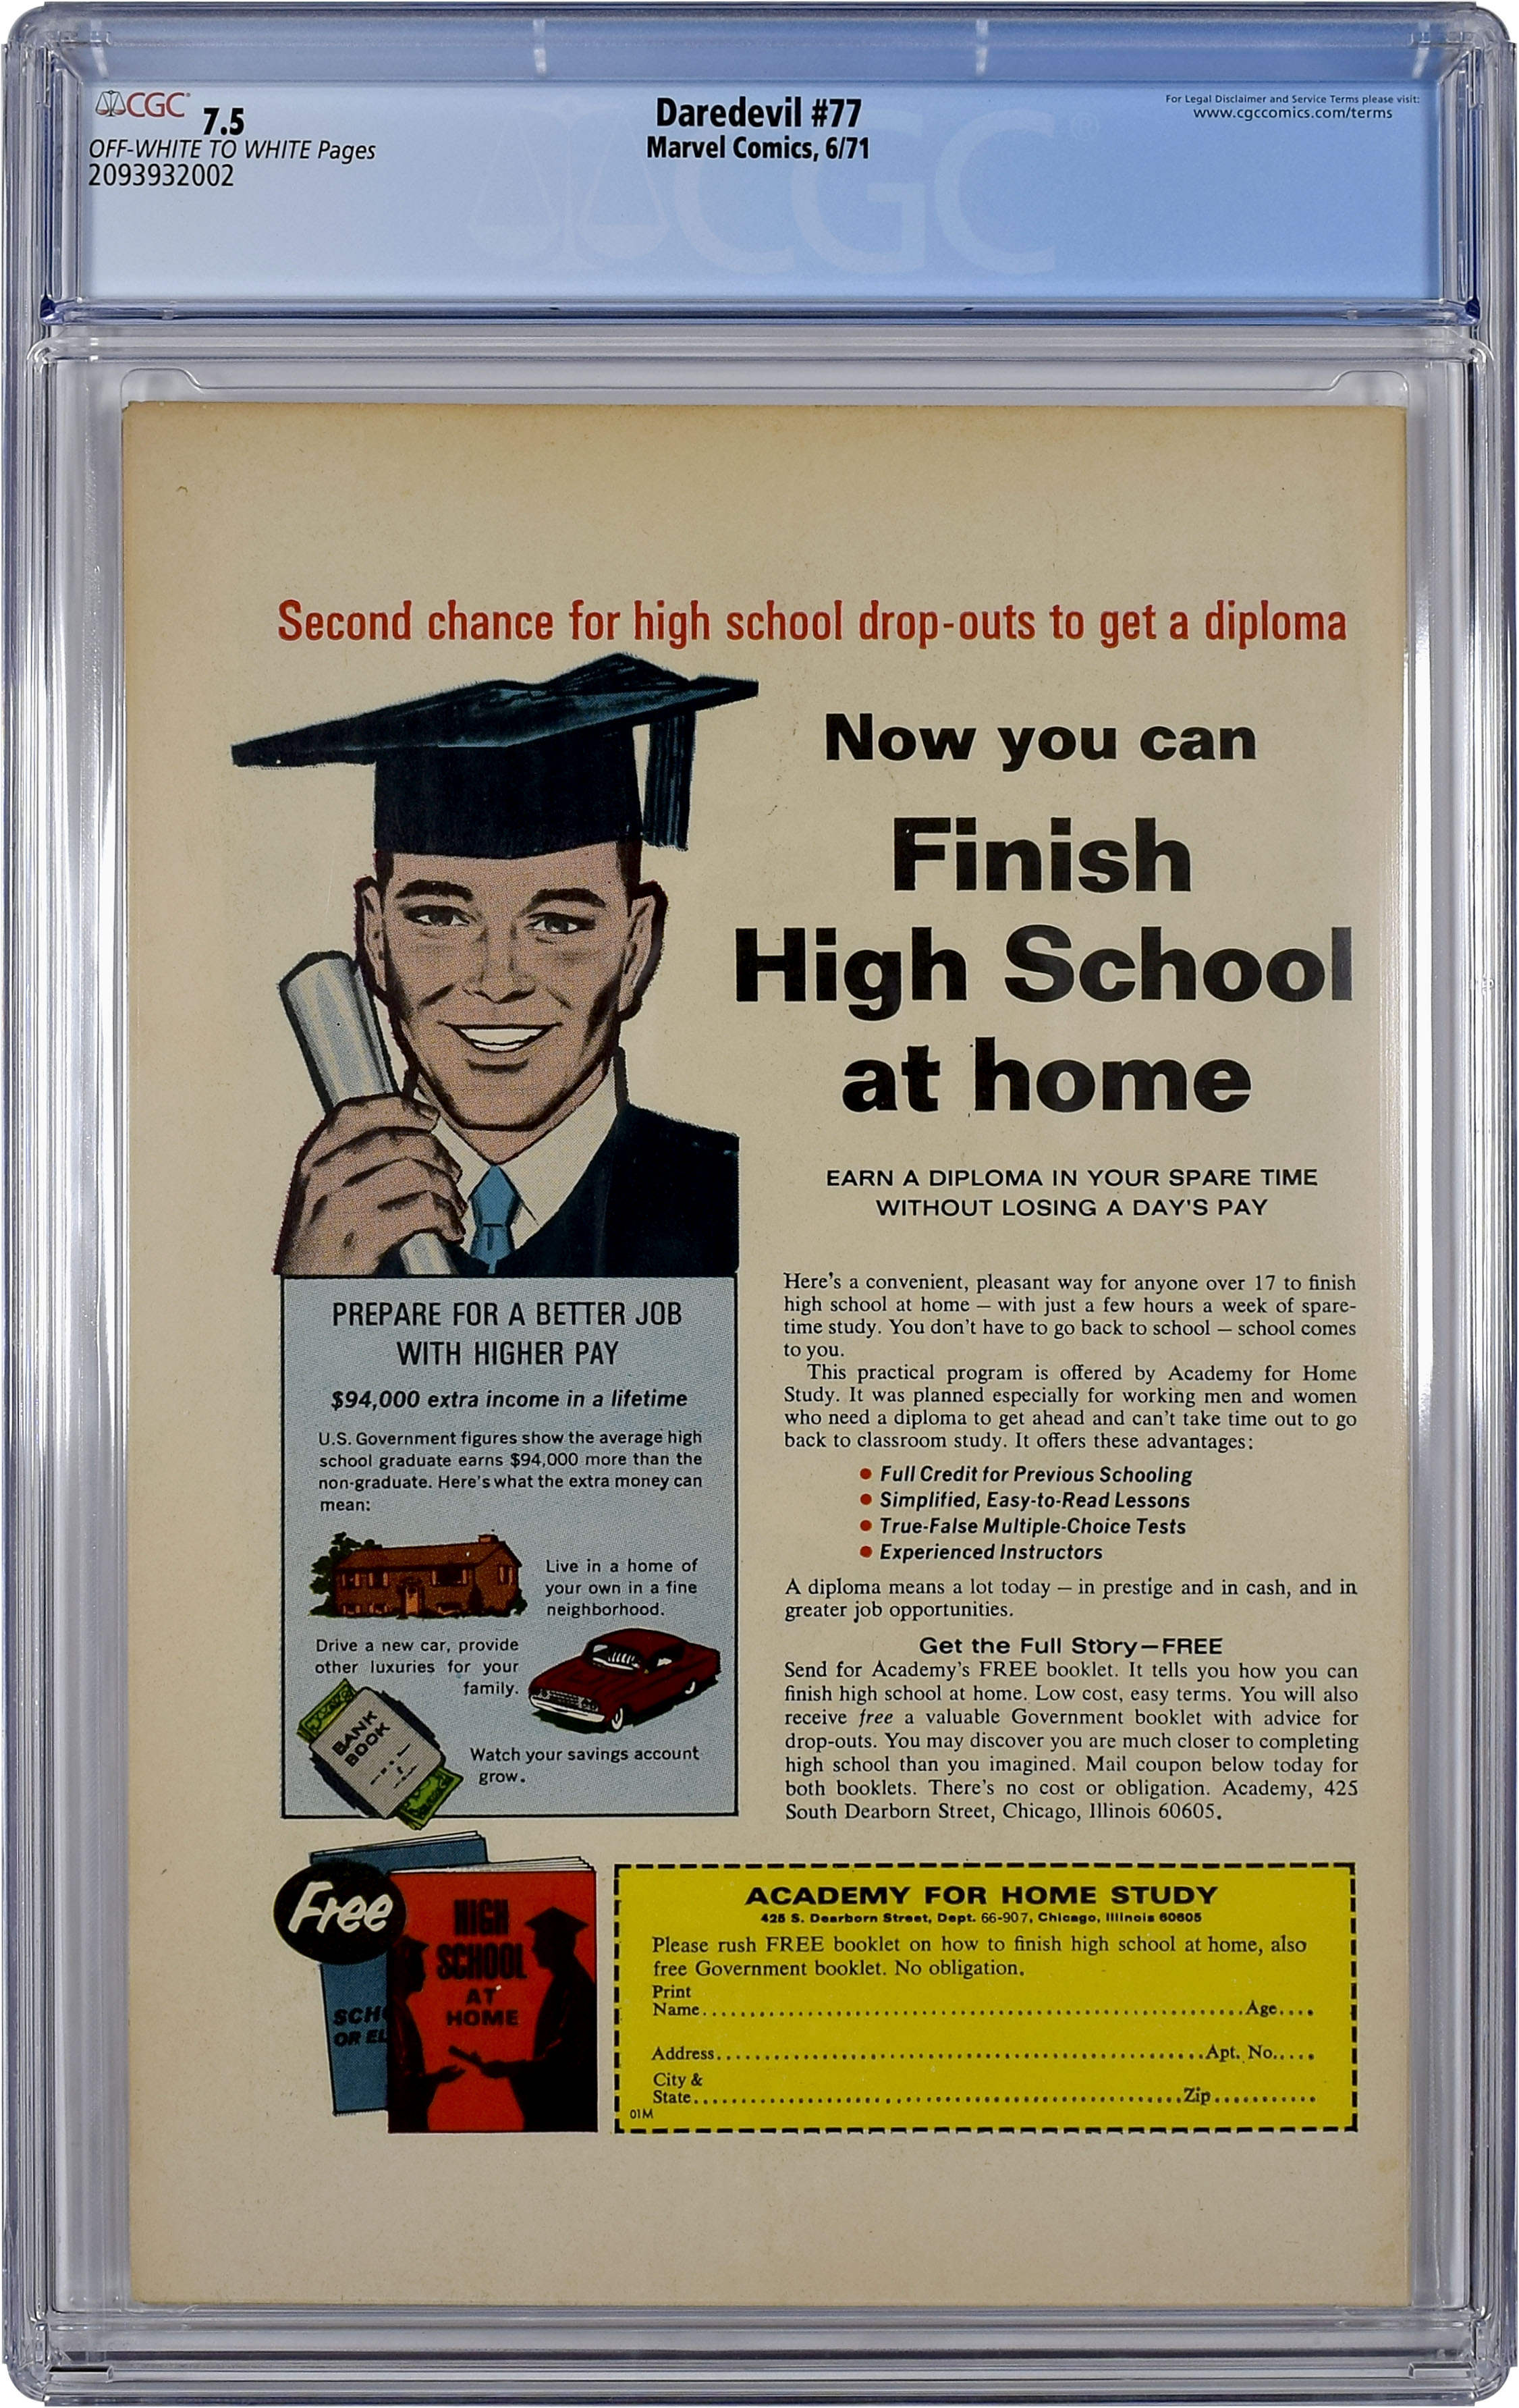 CGC
7.5
OFF-WHITE TO WHITE Pages
2093932002
Daredevil #77
Marvel Comics, 6/71
For Legal Disclaimer and Service Terms please visit:
www.cgccomics.com/terms
CGC
Second chance for high school drop-outs to get a diploma
Now you can
Finish
High School
at home
EARN A DIPLOMA IN YOUR SPARE TIME
WITHOUT LOSING A DAY'S PAY
PREPARE FOR A BETTER JOB
WITH HIGHER PAY
$94,000 extra income in a lifetime
U.S. Government figures show the average high
school graduate earns $94,000 more than the
non-graduate. Here's what the extra money can
mean:
Live in a home of
your own in a fine
neighborhood.
Drive a new car, provide
other luxuries for your
family.
BANK
BOOK
Watch your savings account
grow.
Here's a convenient, pleasant way for anyone over 17 to finish
high school at home — with just a few hours a week of spare-
time study. You don't have to go back to school — school comes
to you.
This practical program is offered by Academy for Home
Study. It was planned especially for working men and women
who need a diploma to get ahead and can't take time out to go
back to classroom study. It offers these advantages:
• Full Credit for Previous Schooling
• Simplified, Easy-to-Read Lessons
• True-False Multiple-Choice Tests
• Experienced Instructors
A diploma means a lot today — in prestige and in cash, and in
greater job opportunities.
Get the Full Story—FREE
Send for Academy's FREE booklet. It tells you how you can
finish high school at home. Low cost, easy terms. You will also
receive free a valuable Government booklet with advice for
drop-outs. You may discover you are much closer to completing
high school than you imagined. Mail coupon below today for
both booklets. There's no cost or obligation. Academy, 425
South Dearborn Street, Chicago, Illinois 60605.
Free
HIGH
SCHOOL
AT
HOME
SCHO
OR EL
ACADEMY FOR HOME STUDY
425 S. Dearborn Street, Dept. 66-907, Chicago, Illinois 60605
Please rush FREE booklet on how to finish high school at home, also
free Government booklet. No obligation.
Print
Name.......... Age....
Address.......... Apt. No.....
City &
State.......... Zip...........
01M